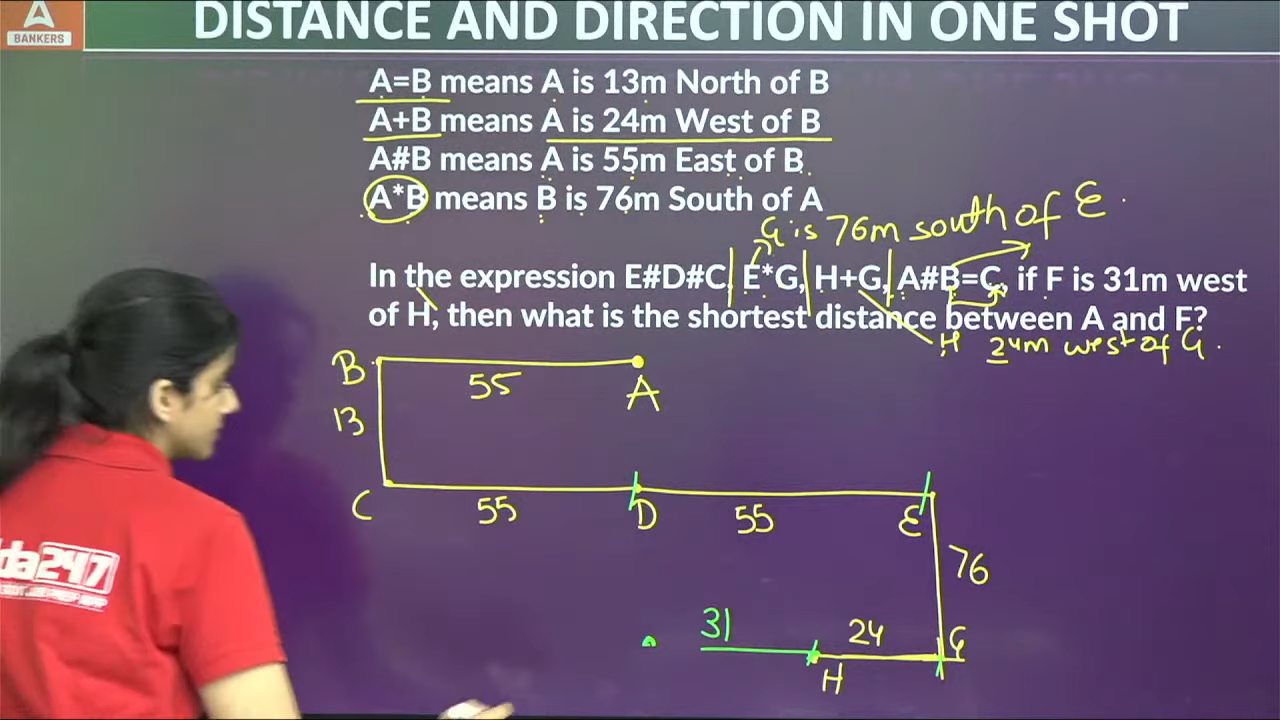 DISTANCE AND DIRECTION IN ONE SHOT
A
BANKERS
A=B means A is 13m North of B
A+B means A is 24m West of B
A#B means A is 55m East of B
A*B means B is 76m South of A
G is 76m south of E
In the expression E#D#C, E*G, H+G, A#B=C, if F is 31m west
of H, then what is the shortest distance between A and F?
H 24m west of G.
B 55 A
13
C 55 D 55 E
76
31 24 G
H
da247